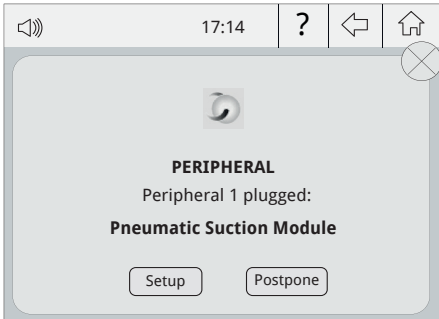 17:14 ?
PERIPHERAL
Peripheral 1 plugged:
Pneumatic Suction Module
Setup Postpone